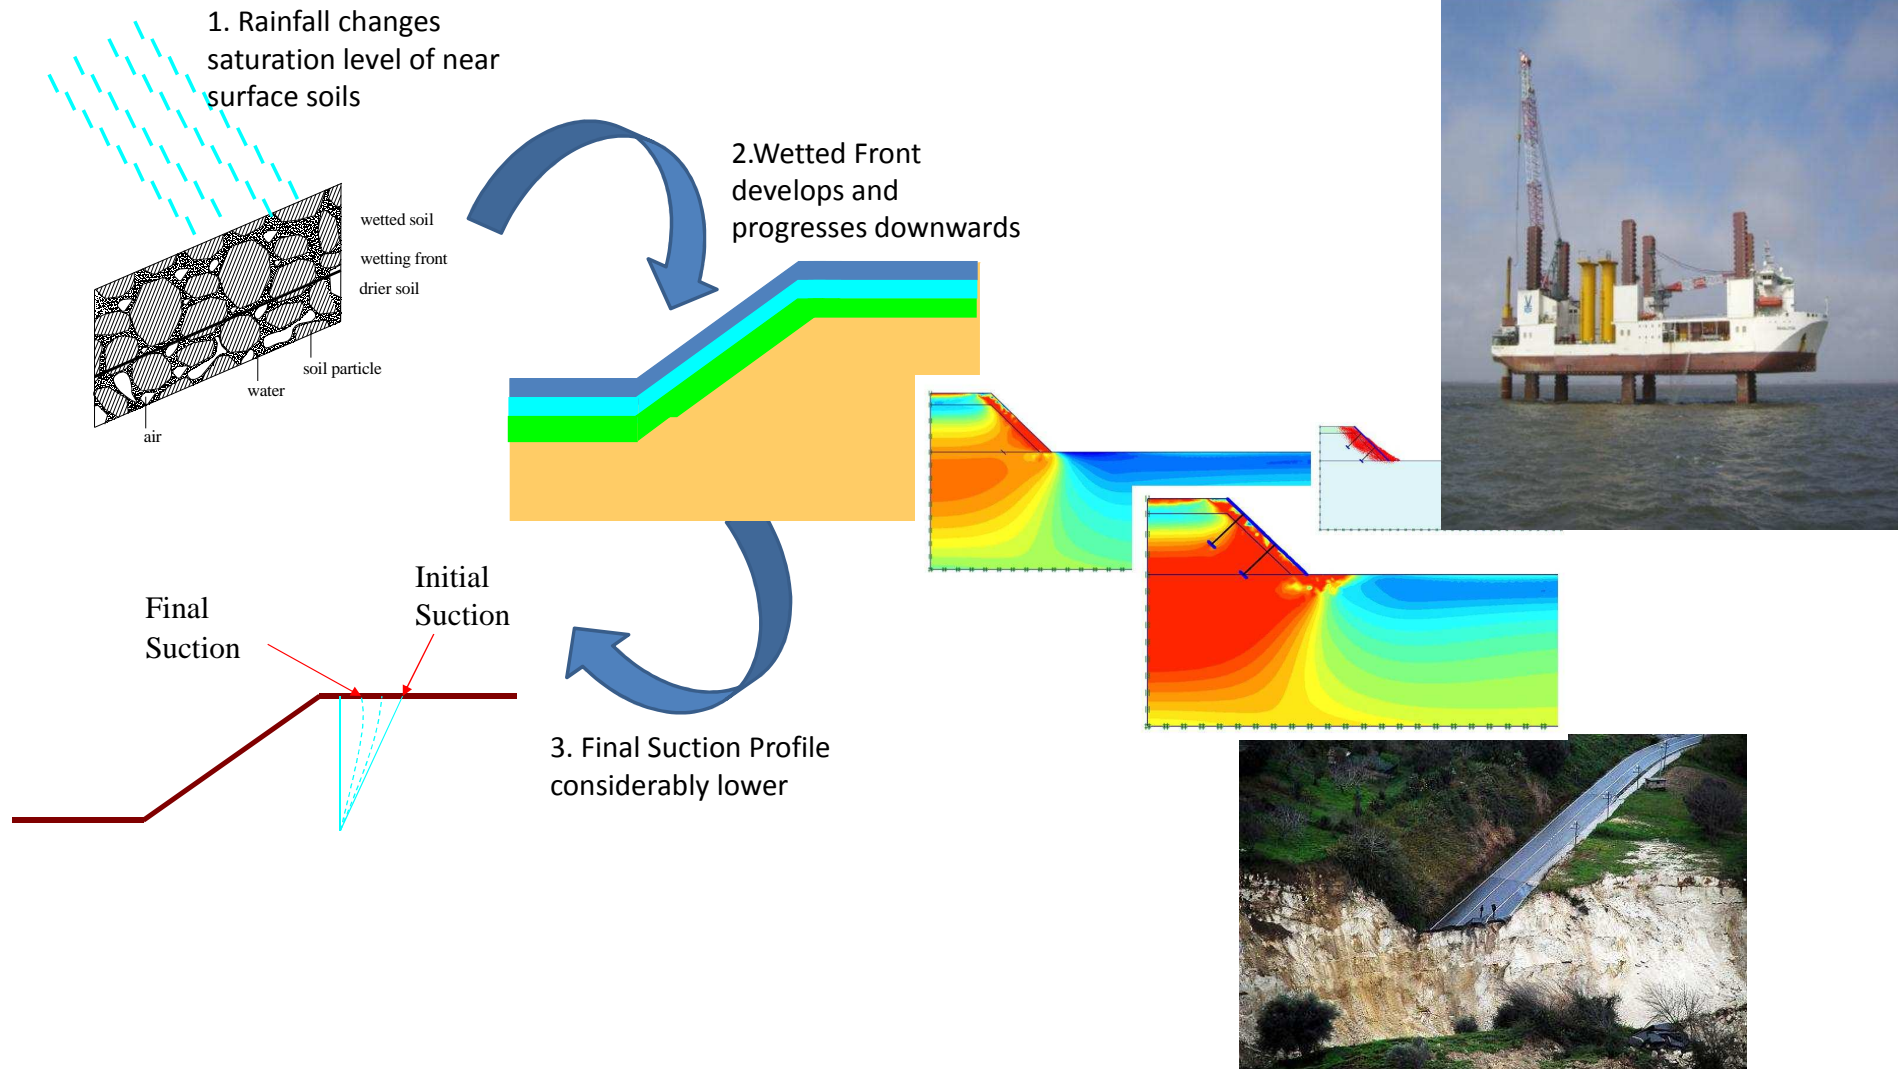 1. Rainfall changes
saturation level of near
surface soils
wetted soil
wetting front
drier soil
soil particle
water
air
2.Wetted Front
develops and
progresses downwards
Initial
Suction
Final
Suction
3. Final Suction Profile
considerably lower